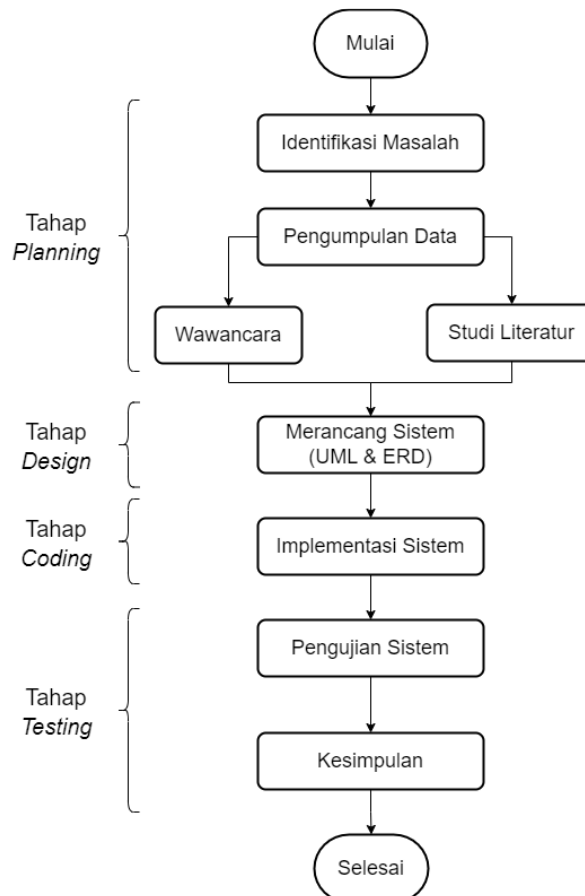 Mulai
Identifikasi Masalah
Tahap
Planning
Pengumpulan Data
Wawancara
Studi Literatur
Tahap
Design
Merancang Sistem
(UML & ERD)
Tahap
Coding
Implementasi Sistem
Pengujian Sistem
Tahap
Testing
Kesimpulan
Selesai